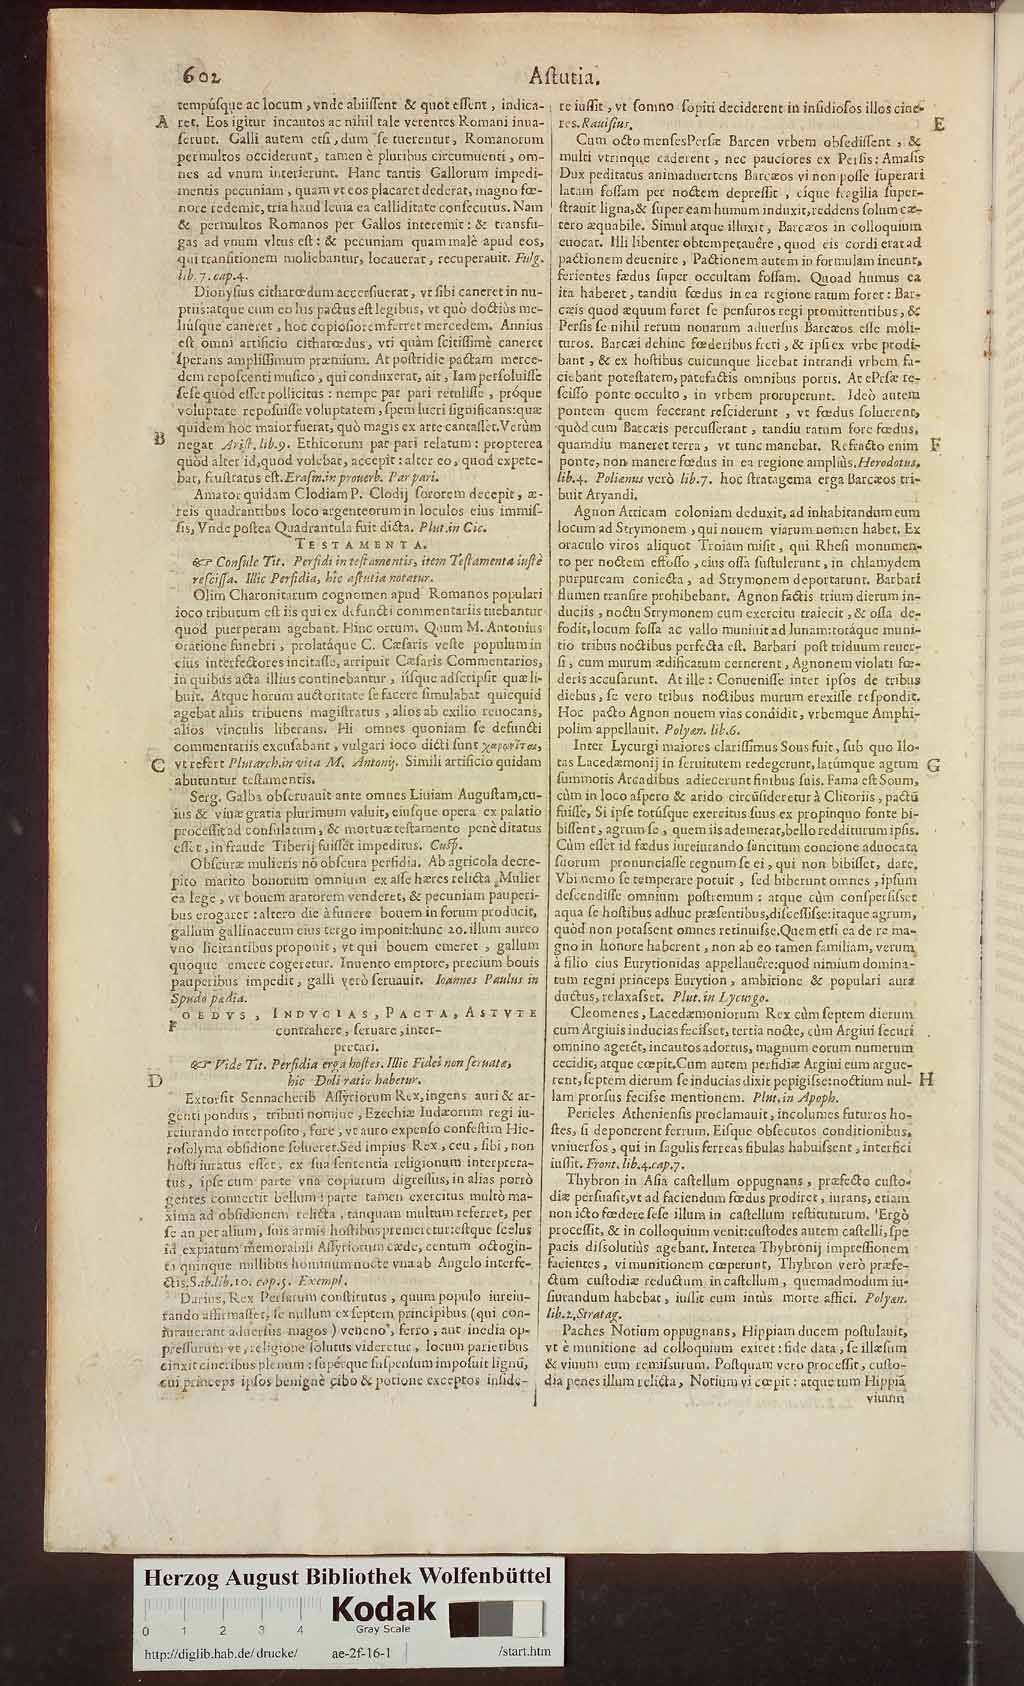 602
Aſtutia.
tempúſque ac locum, vnde abiiſſent & quot eſſent, indica-
A ret. Eos igitur incautos ac nihil tale verentes Romani inua-
ſerunt. Galli autem etſi, dum ſe tuerentur, Romanorum
permultos occiderunt, tamen è pluribus circumuenti, om-
nes ad vnum interierunt. Hanc tantis Gallorum impedi-
mentis pecuniam, quam vt eos placaret dederat, magno fœ-
nore redemit, tria haud leuia ea calliditate conſecutus. Nam
& permultos Romanos per Gallos interemit: & transfu-
gas ad vnum vltus eſt: & pecuniam quam malè apud eos,
qui tranſitionem moliebantur, locauerat, recuperauit. Fulg.
lib. 7. cap. 4.
Dionyſius citharœdum accerſiuerat, vt ſibi caneret in nu-
ptiis: atque cum eo his pactus eſt legibus, vt quò doctiùs me-
liúſque caneret, hoc copioſiorem ferret mercedem. Annius
eſt omni artificio citharœdus, vti quàm ſcitiſſimè caneret
ſperans ampliſſimum præmium. At poſtridie pactam merce-
dem repoſcenti muſico, qui conduxerat, ait, Iam perſoluiſſe
ſeſe quod eſſet pollicitus: nempe par pari retuliſſe, próque
voluptate repoſuiſſe voluptatem, ſpem lucri ſignificans: quæ
quidem hoc maior fuerat, quò magis ex arte cantaſſet. Verùm
B negat Ariſt. lib. 9. Ethicorum par pari relatum: propterea
quòd alter id, quod volebat, accepit: alter eo, quod expete-
bat, fruſtratus eſt. Eraſm. in prouerb. Par pari.
Amator quidam Clodiam P. Clodij ſororem decepit, æ-
reis quadrantibus loco argenteorum in loculos eius immiſ-
ſis, Vnde poſtea Quadrantula fuit dicta. Plut. in Cic.
TESTAMENTA.
☞ Conſule Tit. Perfidi in teſtamentis, item Teſtamenta iuſtè
reſciſſa. Illic Perfidia, hîc aſtutia notatur.
Olim Charonitarum cognomen apud Romanos populari
ioco tributum eſt iis qui ex defuncti commentariis tuebantur
quod puerperam agebant. Hinc ortum. Quum M. Antonius
oratione funebri, prolatáque C. Cæſaris veſte populum in
eius interfectores incitaſſe, arripuit Cæſaris Commentarios,
in quibus acta illius continebantur, iiſque adſcripſit quæli-
buit. Atque horum auctoritate ſe facere ſimulabat quicquid
agebat aliis tribuens magiſtratus, alios ab exilio reuocans,
alios vinculis liberans. Hi omnes quoniam ſe defuncti
commentariis excuſabant, vulgari ioco dicti ſunt χαρωνῖται,
C vt refert Plutarch. in vita M. Antonij. Simili artificio quidam
abutuntur teſtamentis.
Serg. Galba obſeruauit ante omnes Liuiam Auguſtam, cu-
ius & viuæ gratia plurimum valuit, eiuſque opera ex palatio
proceſſit ad conſulatum, & mortuæ teſtamento penè ditatus
eſſet, in fraude Tiberij fuiſſet impeditus. Cuſp.
Obſcuræ mulieris nõ obſcura perfidia. Ab agricola decre-
pito marito bonorum omnium ex aſſe hæres relicta Mulier
ea lege, vt bouem aratorem venderet, & pecuniam pauperi-
bus erogaret: altero die à funere bouem in forum producit,
gallum gallinaceum eius tergo imponit: hunc 20. illum aureo
vno licitantibus proponit, vt qui bouem emeret, gallum
quoque emere cogeretur. Inuento emptore, precium bouis
pauperibus impedit, galli verò ſeruauit. Ioannes Paulus in
Spudopædia.
FOEDVS, INDVCIAS, PACTA, ASTVTE
contrahere, ſeruare, inter-
pretari.
☞ Vide Tit. Perfidia erga hoſtes. Illic Fidei non ſeruatæ,
D hîc Doli ratio habetur.
Extorſit Sennacherib Aſſyriorum Rex, ingens auri & ar-
genti pondus, tributi nomine, Ezechiæ Iudæorum regi iu-
reiurando interpoſito, fore, vt auro expenſo confeſtim Hie-
roſolyma obſidione ſolueret. Sed impius Rex, ceu, ſibi, non
hoſti iuratus eſſet, ex ſua ſententia religionum interpreta-
tus, ipſe cum parte vna copiarum digreſſus, in alias porrò
gentes conuertit bellum: parte tamen exercitus multò ma-
xima ad obſidionem relicta, tanquam multum referret, per
ſe an per alium, ſuis armis hoſtibus premeretur: eſtque ſcelus
id expiatum memorabili Aſſyriorum cæde, centum octogin-
ta quinque millibus hominum nocte vna ab Angelo interfe-
ctis. Sab. lib. 10. cap. 5. Exempl.
Darius, Rex Perſarum conſtitutus, quum populo iureiu-
rando affirmaſſet, ſe nullum ex ſeptem principibus (qui con-
iurauerant aduerſus magos) veneno, ferro, aut inedia op-
preſſurum vt, religione ſolutus videretur, locum parietibus
cinxit cineribus plenum: ſupérque ſuſpenſum impoſuit lignũ,
cui princeps ipſos benignè cibo & potione exceptos inſide-
re iuſſit, vt ſomno ſopiti deciderent in inſidioſos illos cine-
res. Rauiſius. E
Cum octo menſes Perſæ Barcen vrbem obſediſſent, &
multi vtrinque caderent, nec pauciores ex Perſis: Amaſis
Dux peditatus animaduertens Barcæos vi non poſſe ſuperari
latam foſſam per noctem depreſſit, eique fragilia ſuper-
ſtrauit ligna, & ſuper eam humum induxit, reddens ſolum cæ-
tero æquabile. Simul atque illuxit, Barcæos in colloquium
euocat. Illi libenter obtemperauêre, quod eis cordi erat ad
pactionem deuenire, Pactionem autem in formulam ineunt,
ferientes fœdus ſuper occultam foſſam. Quoad humus ea
ita haberet, tandiu fœdus in ea regione ratum foret: Bar-
cæis quod æquum foret ſe penſuros regi promittentibus, &
Perſis ſe nihil rerum nouarum aduerſus Barcæos eſſe moli-
turos. Barcæi dehinc fœderibus freti, & ipſi ex vrbe prodi-
bant, & ex hoſtibus cuicunque licebat intrandi vrbem fa-
ciebant poteſtatem, patefactis omnibus portis. At e Perſæ re-
ſciſſo ponte occulto, in vrbem proruperunt. Ideò autem
pontem quem fecerant reſciderunt, vt fœdus ſoluerent,
quòd cum Barcæis percuſſerant, tandiu ratum fore fœdus,
quamdiu maneret terra, vt tunc manebat. Refracto enim F
ponte, non manere fœdus in ea regione ampliùs. Herodotus,
lib. 4. Polianus verò lib. 7. hoc ſtratagema erga Barcæos tri-
buit Aryandi.
Agnon Atticam coloniam deduxit, ad inhabitandum eum
locum ad Strymonem, qui nouem viarum nomen habet. Ex
oraculo viros aliquot Troiam miſit, qui Rheſi monumen-
to per noctem effoſſo, eius oſſa ſuſtulerunt, in chlamydem
purpuream coniecta, ad Strymonem deportarunt. Barbari
flumen tranſire prohibebant. Agnon factis trium dierum in-
duciis, noctu Strymonem cum exercitu traiecit, & oſſa de-
fodit, locum foſſa ac vallo muniuit ad lunam: totáque muni-
tio tribus noctibus perfecta eſt. Barbari poſt triduum reuer-
ſi, cum murum ædificatum cernerent, Agnonem violati fœ-
deris accuſarunt. At ille: Conueniſſe inter ipſos de tribus
diebus, ſe vero tribus noctibus murum erexiſſe reſpondit.
Hoc pacto Agnon nouem vias condidit, vrbemque Amphi-
polim appellauit. Polyæn. lib. 6.
Inter Lycurgi maiores clariſſimus Sous fuit, ſub quo Ilo-
tas Lacedæmonij in ſeruitutem redegerunt, latúmque agrum G
ſummotis Arcadibus adiecerunt finibus ſuis. Fama eſt Soum,
cùm in loco aſpero & arido circũſideretur à Clitoriis, pactũ
fuiſſe, Si ipſe totúſque exercitus ſuus ex propinquo fonte bi-
biſſent, agrum ſe, quem iis ademerat, bello redditurum ipſis.
Cùm eſſet id fœdus iureiurando ſancitum concione aduocata
ſuorum pronunciaſſe regnum ſe ei, qui non bibiſſet, dare.
Vbi nemo ſe temperare potuit, ſed biberunt omnes, ipſum
deſcendiſſe omnium poſtremum: atque cùm conſperſiſſet
aqua ſe hoſtibus adhuc præſentibus, diſceſſiſſe: itaque agrum,
quòd non potaſſent omnes retinuiſſe. Quem etſi ea de re ma-
gno in honore haberent, non ab eo tamen familiam, verum
à filio eius Eurytionidas appellauêre: quod nimium domina-
tum regni princeps Eurytion, ambitione & populari aura
ductus, relaxaſſet. Plut. in Lycurgo.
Cleomenes, Lacedæmoniorum Rex cùm ſeptem dierum
cum Argiuis inducias feciſſet, tertia nocte, cùm Argiui ſecuri
omnino agerẽt, incautos adortus, magnum eorum numerum
cecidit, atque cœpit. Cum autem perfidiæ Argiui eum argue-
rent, ſeptem dierum ſe inducias dixit pepigiſſe: noctium nul- H
lam prorſus feciſſe mentionem. Plut. in Apoph.
Pericles Athenienſis proclamauit, incolumes futuros ho-
ſtes, ſi deponerent ferrum. Eiſque obſecutos conditionibus,
vniuerſos, qui in ſagulis ferreas fibulas habuiſſent, interfici
iuſſit. Front. lib. 4. cap. 7.
Thybron in Aſia caſtellum oppugnans, præfecto cuſto-
diæ perſuaſit, vt ad faciendum fœdus prodiret, iurans, etiam
non icto fœdere ſeſe illum in caſtellum reſtituturum. Ergò
proceſſit, & in colloquium venit: cuſtodes autem caſtelli, ſpe
pacis diſſolutiùs agebant. Interea Thybronij impreſſionem
facientes, vi munitionem cœperunt, Thybron verò præfe-
ctum cuſtodiæ reductum in caſtellum, quemadmodum iu-
ſiurandum habebat, iuſſit eum intùs morte affici. Polyæn.
lib. 2. Stratag.
Paches Notium oppugnans, Hippiam ducem poſtulauit,
vt è munitione ad colloquium exiret: fide data, ſe illæſum
& viuum eum remiſſurum. Poſtquam vero proceſſit, cuſto-
dia penes illum relicta, Notium vi cœpit: atque tum Hippiã
viuum
Herzog August Bibliothek Wolfenbüttel
Kodak
Gray Scale
0 1 2 3 4
http://diglib.hab.de/drucke/ ae-2f-16-1 /start.htm